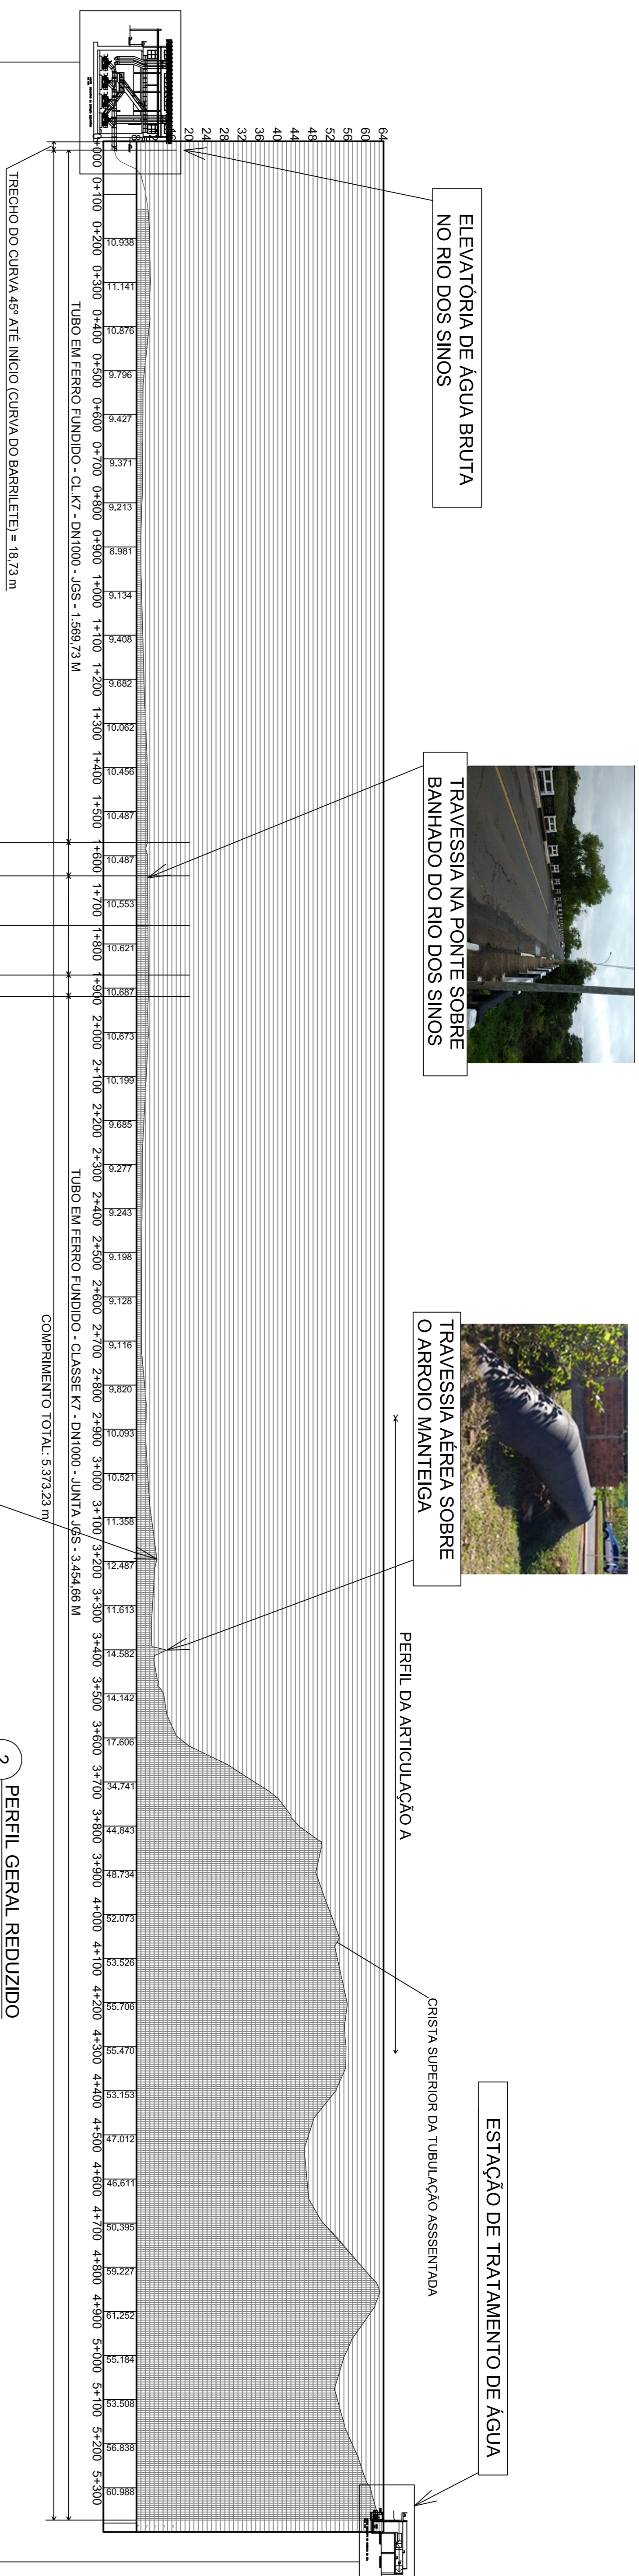 ELEVATÓRIA DE ÁGUA BRUTA
NO RIO DOS SINOS
TRAVESSIA NA PONTE SOBRE
BANHADO DO RIO DOS SINOS
TRAVESSIA AÉREA SOBRE
O ARROIO MANTEIGA
ESTAÇÃO DE TRATAMENTO DE ÁGUA
PERFIL DA ARTICULAÇÃO A
CRISTA SUPERIOR DA TUBULAÇÃO ASSSENTADA
64
60
56
52
48
44
40
36
32
28
24
20
16
12
8
10.938 11.141 10.876 9.796 9.427 9.371 9.213 8.981 9.134 9.408 9.682 10.062 10.456 10.487 10.487 10.553 10.621 10.687 10.673 10.199 9.685 9.277 9.243 9.198 9.128 9.116 9.820 10.093 10.521 11.358 12.487 11.613 14.582 14.142 17.606 34.741 44.843 48.734 52.073 53.526 55.706 55.470 53.153 47.012 46.611 50.395 59.227 61.252 55.184 53.508 56.838 60.988
0+000 0+100 0+200 0+300 0+400 0+500 0+600 0+700 0+800 0+900 1+000 1+100 1+200 1+300 1+400 1+500 1+600 1+700 1+800 1+900 2+000 2+100 2+200 2+300 2+400 2+500 2+600 2+700 2+800 2+900 3+000 3+100 3+200 3+300 3+400 3+500 3+600 3+700 3+800 3+900 4+000 4+100 4+200 4+300 4+400 4+500 4+600 4+700 4+800 4+900 5+000 5+100 5+200 5+300
TUBO EM FERRO FUNDIDO - CL.K7 - DN1000 - JGS - 1.569,73 M
TUBO EM FERRO FUNDIDO - CLASSE K7 - DN1000 - JUNTA JGS - 3.454,66 M
COMPRIMENTO TOTAL: 5.373.23 m
TRECHO DO CURVA 45º ATÉ INÍCIO (CURVA DO BARRILETE) = 18,73 m
2 PERFIL GERAL REDUZIDO